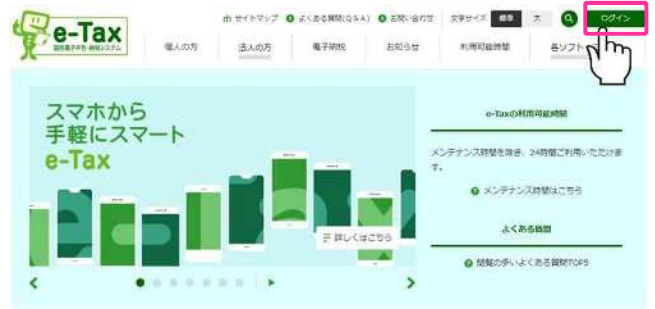 サイトマップ よくある質問(Q&A) お問い合わせ 文字サイズ 標準 大 ログイン
e-Tax
国税電子申告・納税システム
個人の方 法人の方 電子納税 お知らせ 利用可能時間 各ソフト
スマホから
手軽にスマート
e-Tax
詳しくはこちら
e-Taxの利用可能時間
メンテナンス時間を除き、24時間ご利用いただけま
す。
メンテナンス時間はこちら
よくある質問
閲覧の多いよくある質問TOP5